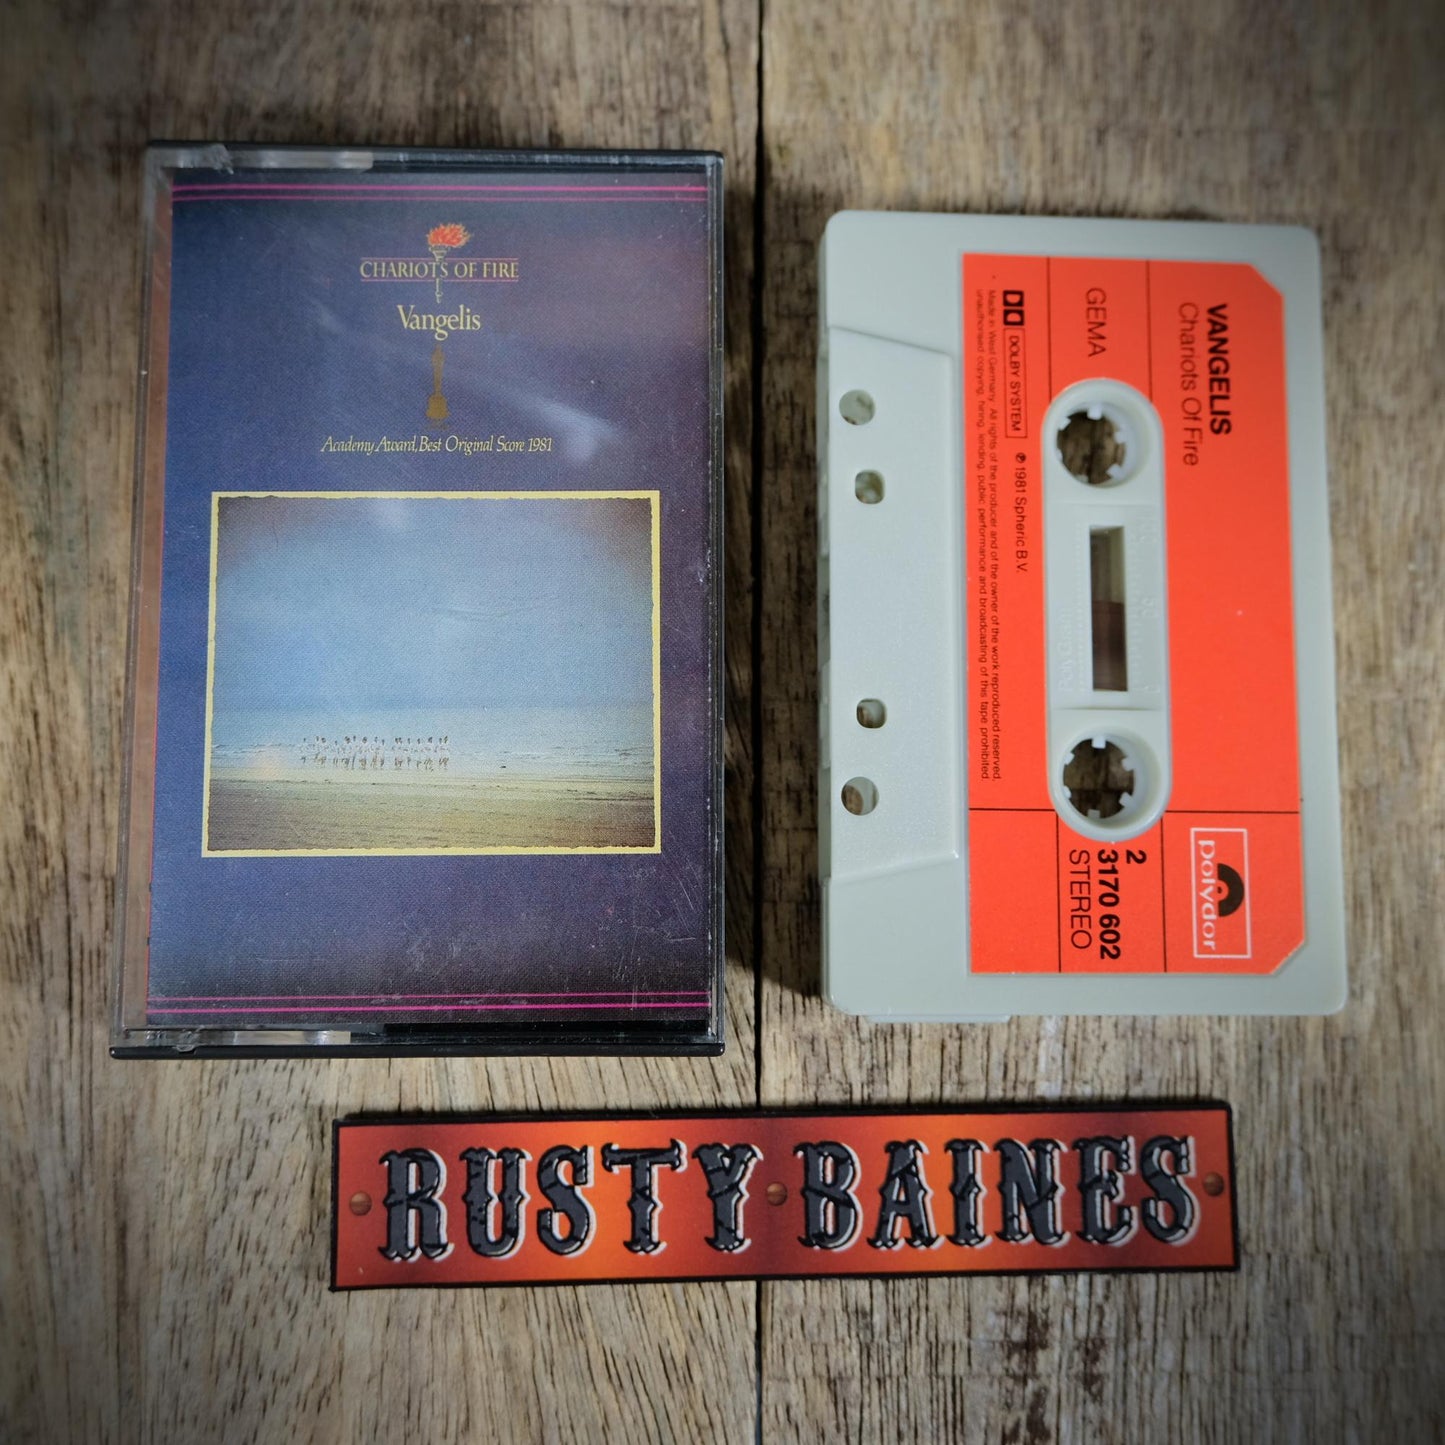 CHARIOTS OF FIRE
Vangelis
Academy Award, Best Original Score 1981
VANGELIS
Chariots Of Fire
GEMA
DOLBY SYSTEM
℗ 1981 Spheric B.V.
Made in West Germany. All rights of the producer and of the owner of the work reproduced reserved,
unauthorised copying, hiring, lending, public performance and broadcasting of this tape prohibited.
polydor
2
3170 602
STEREO
RUSTY BAINES